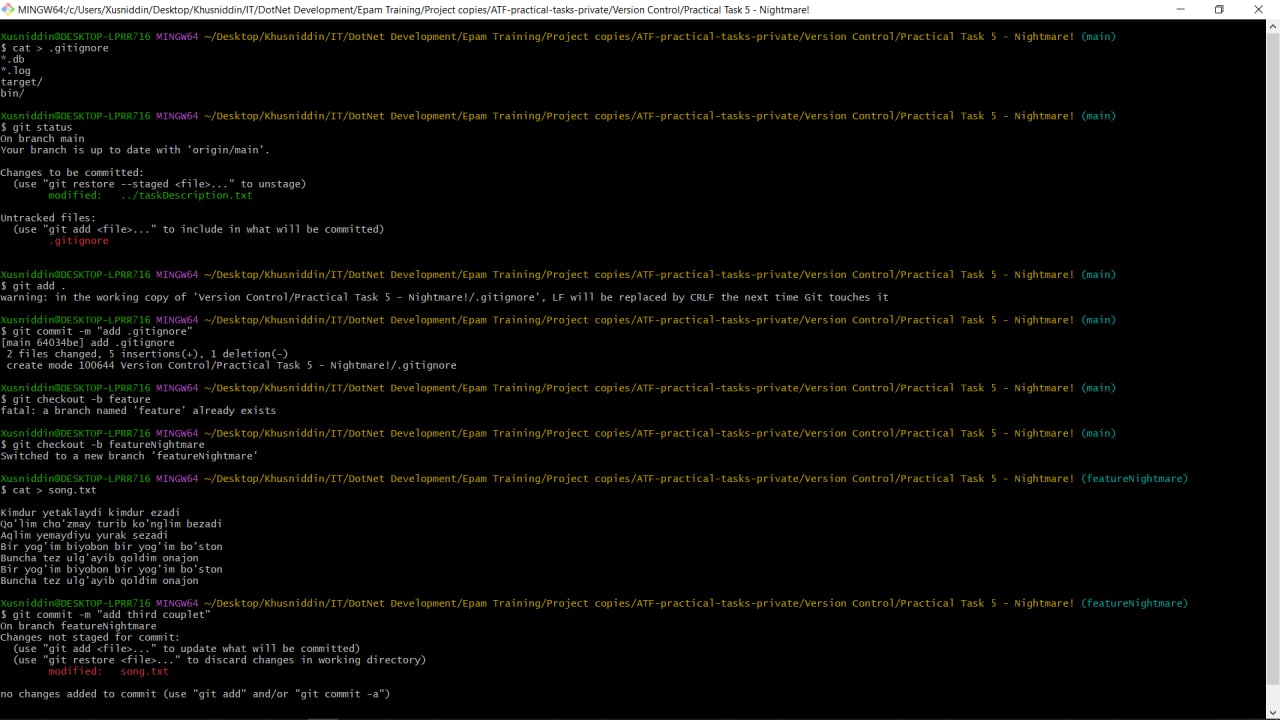 MINGW64:/c/Users/Xusniddin/Desktop/Khusniddin/IT/DotNet Development/Epam Training/Project copies/ATF-practical-tasks-private/Version Control/Practical Task 5 - Nightmare!
Xusniddin@DESKTOP-LPRR716 MINGW64 ~/Desktop/Khusniddin/IT/DotNet Development/Epam Training/Project copies/ATF-practical-tasks-private/Version Control/Practical Task 5 - Nightmare! (main)
$ cat > .gitignore
*.db
*.log
target/
bin/
Xusniddin@DESKTOP-LPRR716 MINGW64 ~/Desktop/Khusniddin/IT/DotNet Development/Epam Training/Project copies/ATF-practical-tasks-private/Version Control/Practical Task 5 - Nightmare! (main)
$ git status
On branch main
Your branch is up to date with 'origin/main'.
Changes to be committed:
(use "git restore --staged <file>..." to unstage)
modified: ../taskDescription.txt
Untracked files:
(use "git add <file>..." to include in what will be committed)
.gitignore
Xusniddin@DESKTOP-LPRR716 MINGW64 ~/Desktop/Khusniddin/IT/DotNet Development/Epam Training/Project copies/ATF-practical-tasks-private/Version Control/Practical Task 5 - Nightmare! (main)
$ git add .
warning: in the working copy of 'Version Control/Practical Task 5 - Nightmare!/.gitignore', LF will be replaced by CRLF the next time Git touches it
Xusniddin@DESKTOP-LPRR716 MINGW64 ~/Desktop/Khusniddin/IT/DotNet Development/Epam Training/Project copies/ATF-practical-tasks-private/Version Control/Practical Task 5 - Nightmare! (main)
$ git commit -m "add .gitignore"
[main 64034be] add .gitignore
2 files changed, 5 insertions(+), 1 deletion(-)
create mode 100644 Version Control/Practical Task 5 - Nightmare!/.gitignore
Xusniddin@DESKTOP-LPRR716 MINGW64 ~/Desktop/Khusniddin/IT/DotNet Development/Epam Training/Project copies/ATF-practical-tasks-private/Version Control/Practical Task 5 - Nightmare! (main)
$ git checkout -b feature
fatal: a branch named 'feature' already exists
Xusniddin@DESKTOP-LPRR716 MINGW64 ~/Desktop/Khusniddin/IT/DotNet Development/Epam Training/Project copies/ATF-practical-tasks-private/Version Control/Practical Task 5 - Nightmare! (main)
$ git checkout -b featureNightmare
Switched to a new branch 'featureNightmare'
Xusniddin@DESKTOP-LPRR716 MINGW64 ~/Desktop/Khusniddin/IT/DotNet Development/Epam Training/Project copies/ATF-practical-tasks-private/Version Control/Practical Task 5 - Nightmare! (featureNightmare)
$ cat > song.txt
Kimdur yetaklaydi kimdur ezadi
Qo'lim cho'zmay turib ko'nglim bezadi
Aqlim yemaydiyu yurak sezadi
Bir yog'im biyobon bir yog'im bo'ston
Buncha tez ulg'ayib qoldim onajon
Bir yog'im biyobon bir yog'im bo'ston
Buncha tez ulg'ayib qoldim onajon
Xusniddin@DESKTOP-LPRR716 MINGW64 ~/Desktop/Khusniddin/IT/DotNet Development/Epam Training/Project copies/ATF-practical-tasks-private/Version Control/Practical Task 5 - Nightmare! (featureNightmare)
$ git commit -m "add third couplet"
On branch featureNightmare
Changes not staged for commit:
(use "git add <file>..." to update what will be committed)
(use "git restore <file>..." to discard changes in working directory)
modified: song.txt
no changes added to commit (use "git add" and/or "git commit -a")